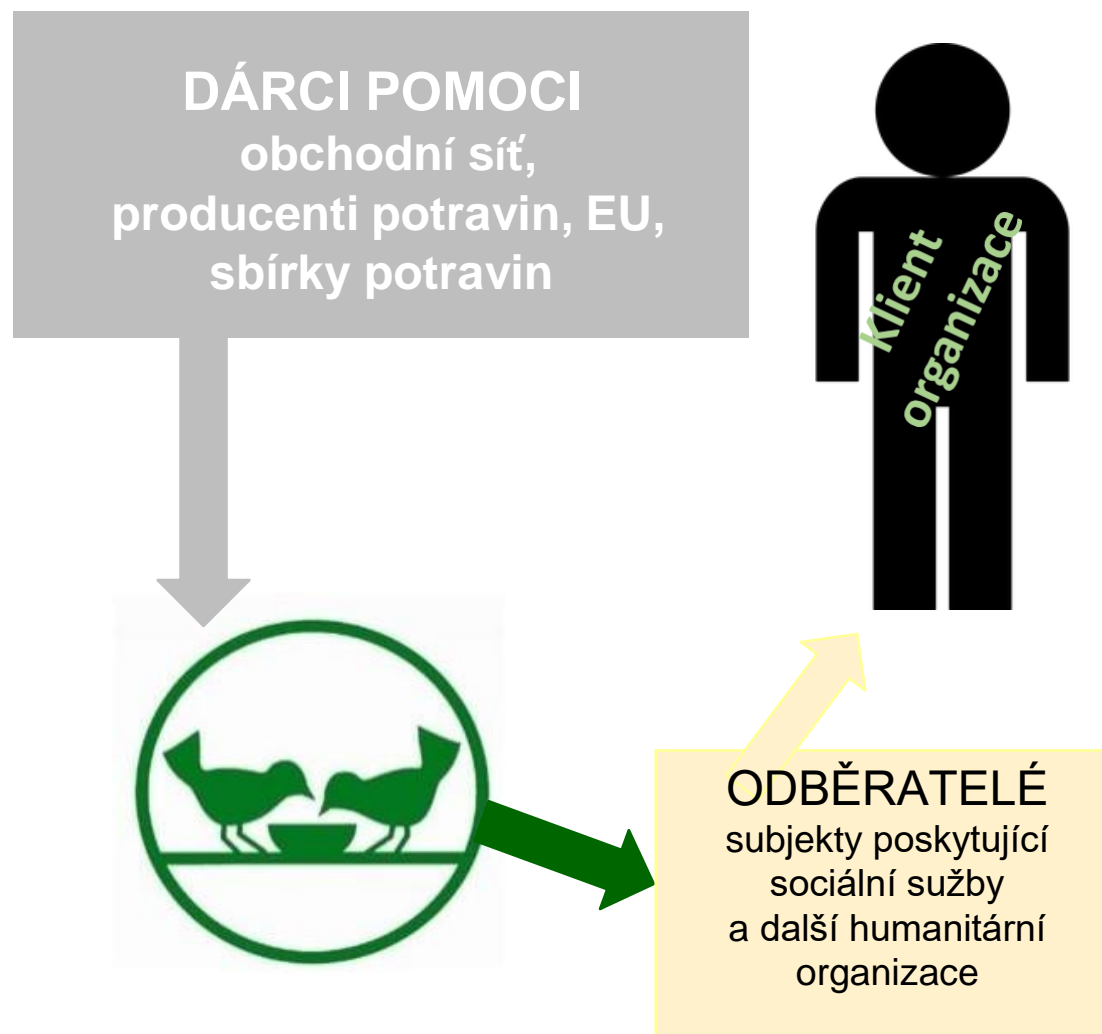 DÁRCI POMOCI
obchodní síť,
producenti potravin, EU,
sbírky potravin
Klient
organizace
ODBĚRATELÉ
subjekty poskytující
sociální sužby
a další humanitární
organizace